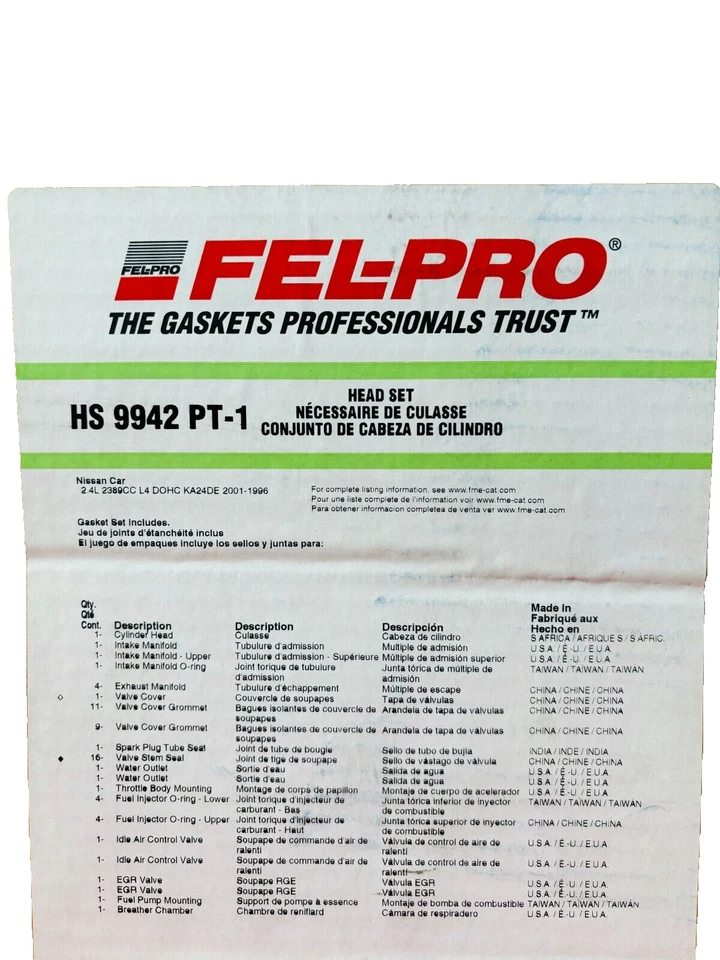 FEL-PRO
FEL-PRO®
THE GASKETS PROFESSIONALS TRUST™
HS 9942 PT-1
HEAD SET
NÉCESSAIRE DE CULASSE
CONJUNTO DE CABEZA DE CILINDRO
Nissan Car
2.4L 2389CC L4 DOHC KA24DE 2001-1996
For complete listing information, see www.fme-cat.com
Pour une liste complete de l'information voir www.fme-cat.com
Para obtener informacion completea de venta ver www.fme-cat.com
Gasket Set Includes.
Jeu de joints d'étanchéité inclus
El juego de empaques incluye los sellos y juntas para:
Qty.
Qté
Cont. Description Description Descripción Made In
Fabriqué aux
Hecho en
1- Cylinder Head Culasse Cabeza de cilindro S AFRICA / AFRIQUE S / S AFRIC.
1- Intake Manifold Tubulure d'admission Multiple de admisión U.S.A. / É.-U. / E.U.A.
1- Intake Manifold - Upper Tubulure d'admission - Supérieure Múltiple de admisión superior U.S.A. / É.-U. / E.U.A.
1- Intake Manifold O-ring Joint torique de tubulure d'admission Junta tórica de múltiple de admisión TAIWAN / TAIWAN / TAIWÁN
4- Exhaust Manifold Tubulure d'échappement Múltiple de escape CHINA / CHINE / CHINA
◇ 1- Valve Cover Couvercle de soupapes Tapa de válvulas CHINA / CHINE / CHINA
11- Valve Cover Grommet Bagues isolantes de couvercle de soupapes Arandela de tapa de válvulas CHINA / CHINE / CHINA
9- Valve Cover Grommet Bagues isolantes de couvercle de soupapes Arandela de tapa de válvulas CHINA / CHINE / CHINA
1- Spark Plug Tube Seal Joint de tube de bougie Sello de tubo de bujía INDIA / INDE / INDIA
◆ 16- Valve Stem Seal Joint de tige de soupape Sello de vástago de válvula CHINA / CHINE / CHINA
1- Water Outlet Sortie d'eau Salida de agua U.S.A. / É.-U. / E.U.A.
1- Water Outlet Sortie d'eau Salida de agua U.S.A. / É.-U. / E.U.A.
1- Throttle Body Mounting Montage de corps de papillon Montaje de cuerpo de acelerador U.S.A. / É.-U. / E.U.A.
4- Fuel Injector O-ring - Lower Joint torique d'injecteur de carburant - Bas Junta tórica inferior de inyector de combustible TAIWAN / TAIWAN / TAIWÁN
4- Fuel Injector O-ring - Upper Joint torique d'injecteur de carburant - Haut Junta tórica superior de inyector de combustible CHINA / CHINE / CHINA
1- Idle Air Control Valve Soupape de commande d'air de ralenti Válvula de control de aire de ralenti U.S.A. / É.-U. / E.U.A.
1- Idle Air Control Valve Soupape de commande d'air de ralenti Válvula de control de aire de ralenti U.S.A. / É.-U. / E.U.A.
1- EGR Valve Soupape RGE Válvula EGR U.S.A. / É.-U. / E.U.A.
1- EGR Valve Soupape RGE Válvula EGR U.S.A. / É.-U. / E.U.A.
1- Fuel Pump Mounting Support de pompe à essence Montaje de bomba de combustible TAIWAN / TAIWAN / TAIWÁN
1- Breather Chamber Chambre de reniflard Cámara de respiradero U.S.A. / É.-U. / E.U.A.